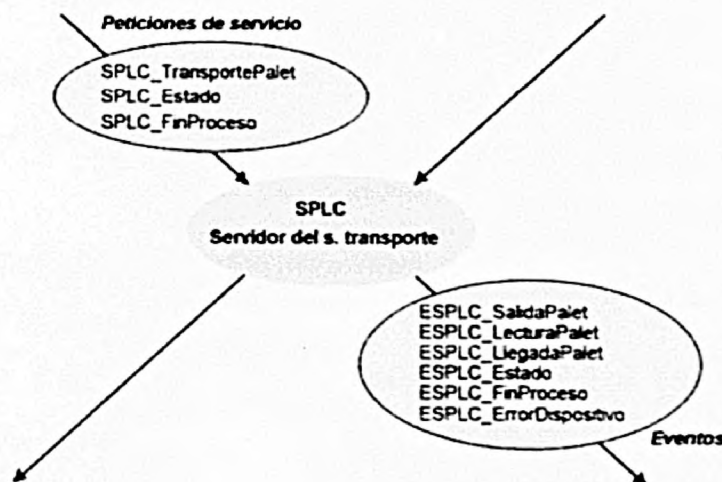 Peticiones de servicio
SPLC_TransportePalet
SPLC_Estado
SPLC_FinProceso
SPLC
Servidor del s. transporte
ESPLC_SalidaPalet
ESPLC_LecturaPalet
ESPLC_LlegadaPalet
ESPLC_Estado
ESPLC_FinProceso
ESPLC_ErrorDispositivo
Eventos